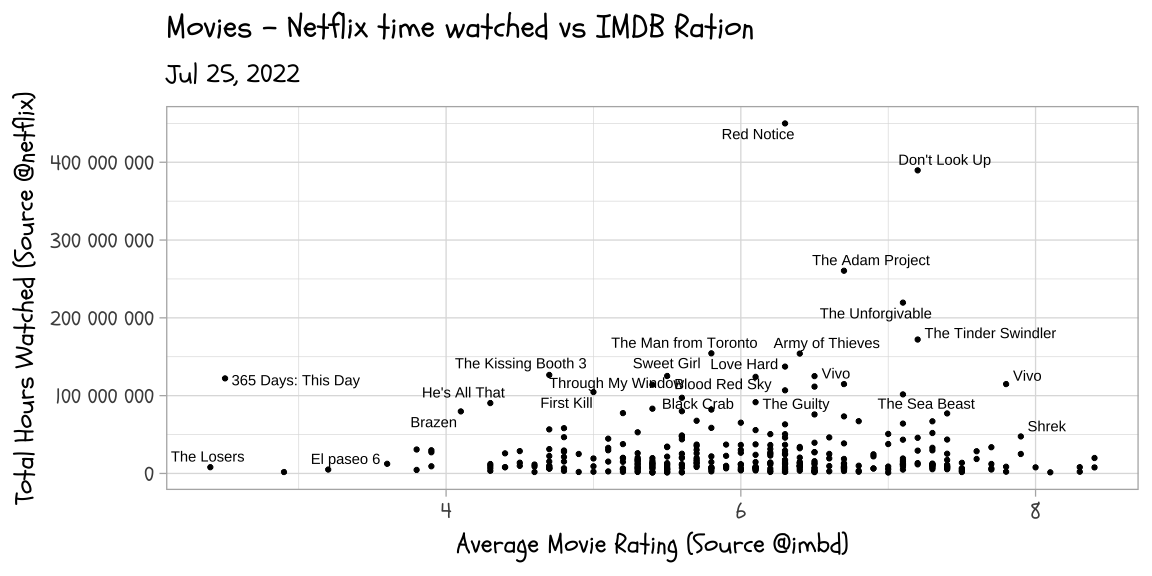 Movies - Netflix time watched vs IMDB Ration
Jul 25, 2022
Total Hours Watched (Source @netflix)
Red Notice
400 000 000
Don't Look Up
300 000 000
The Adam Project
The Unforgivable
200 000 000
The Tinder Swindler
The Man from Toronto
Army of Thieves
The Kissing Booth 3
Sweet Girl
Love Hard
365 Days: This Day
Through My Window
Blood Red Sky
Vivo
Vivo
100 000 000
He's All That
First Kill
Black Crab
The Guilty
The Sea Beast
Brazen
Shrek
The Losers
El paseo 6
0
4
6
8
Average Movie Rating (Source @imbd)